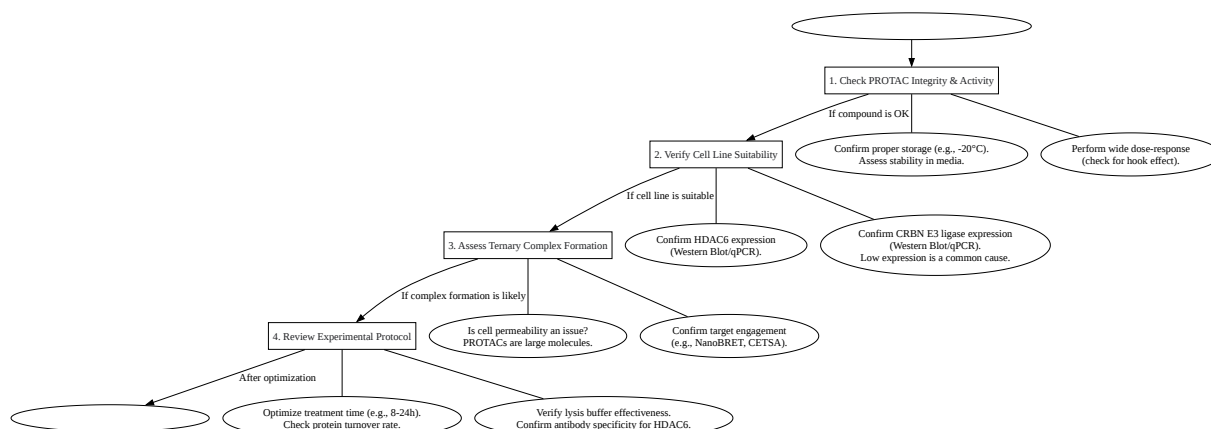 1. Check PROTAC Integrity & Activity
If compound is OK
Confirm proper storage (e.g., -20°C).
Assess stability in media.
Perform wide dose-response
(check for hook effect).
2. Verify Cell Line Suitability
If cell line is suitable
Confirm HDAC6 expression
(Western Blot/qPCR).
Confirm CRBN E3 ligase expression
(Western Blot/qPCR).
Low expression is a common cause.
3. Assess Ternary Complex Formation
If complex formation is likely
Is cell permeability an issue?
PROTACs are large molecules.
Confirm target engagement
(e.g., NanoBRET, CETSA).
4. Review Experimental Protocol
After optimization
Optimize treatment time (e.g., 8-24h).
Check protein turnover rate.
Verify lysis buffer effectiveness.
Confirm antibody specificity for HDAC6.